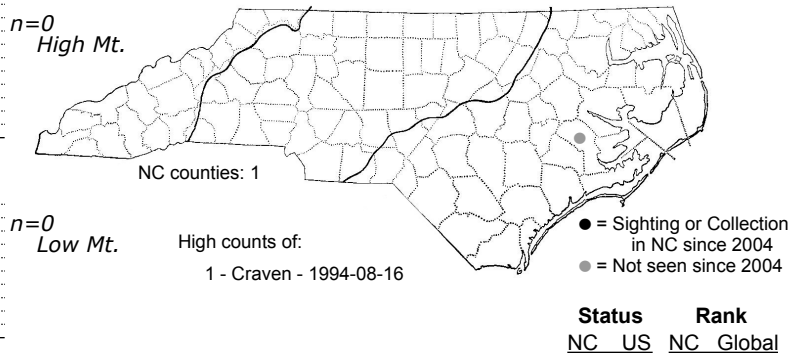 n=0
High Mt.
NC counties: 1
n=0
Low Mt.
High counts of:
1 - Craven - 1994-08-16
● = Sighting or Collection
in NC since 2004
● = Not seen since 2004
Status Rank
NC US NC Global